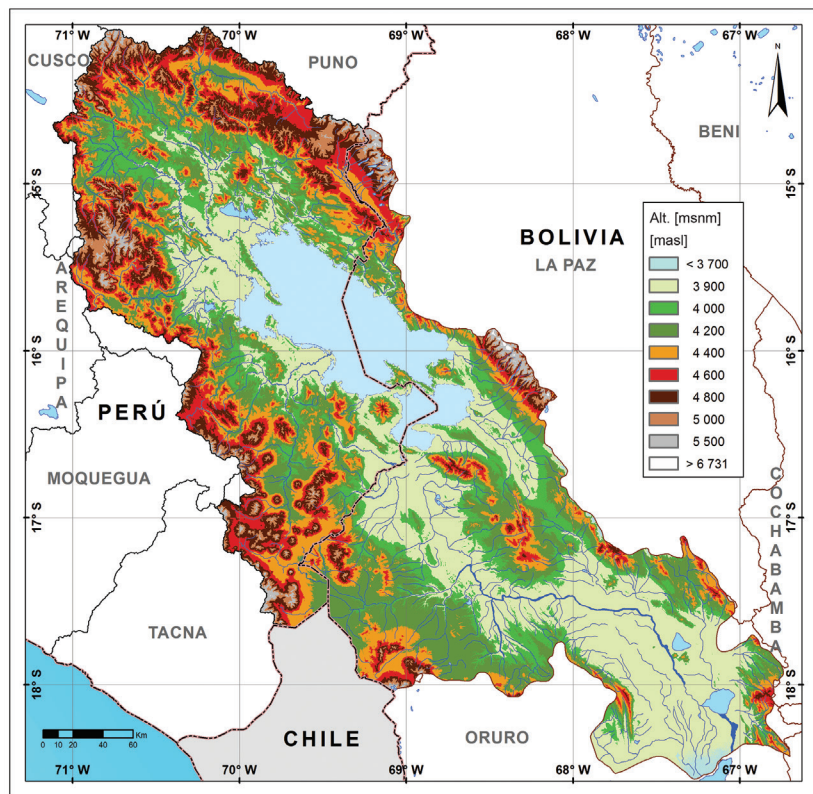 71°W 70°W 69°W 68°W 67°W
CUSCO
PUNO
N
BENI
15°S 15°S
Alt. [msnm]
[masl]
< 3 700
3 900
4 000
4 200
4 400
4 600
4 800
5 000
5 500
> 6 731
BOLIVIA
LA PAZ
AREQUIPA
16°S 16°S
PERÚ
MOQUEGUA
COCHABAMBA
17°S 17°S
TACNA
18°S 18°S
0 10 20 40 60
Km
CHILE
ORURO
71°W 70°W 69°W 68°W 67°W